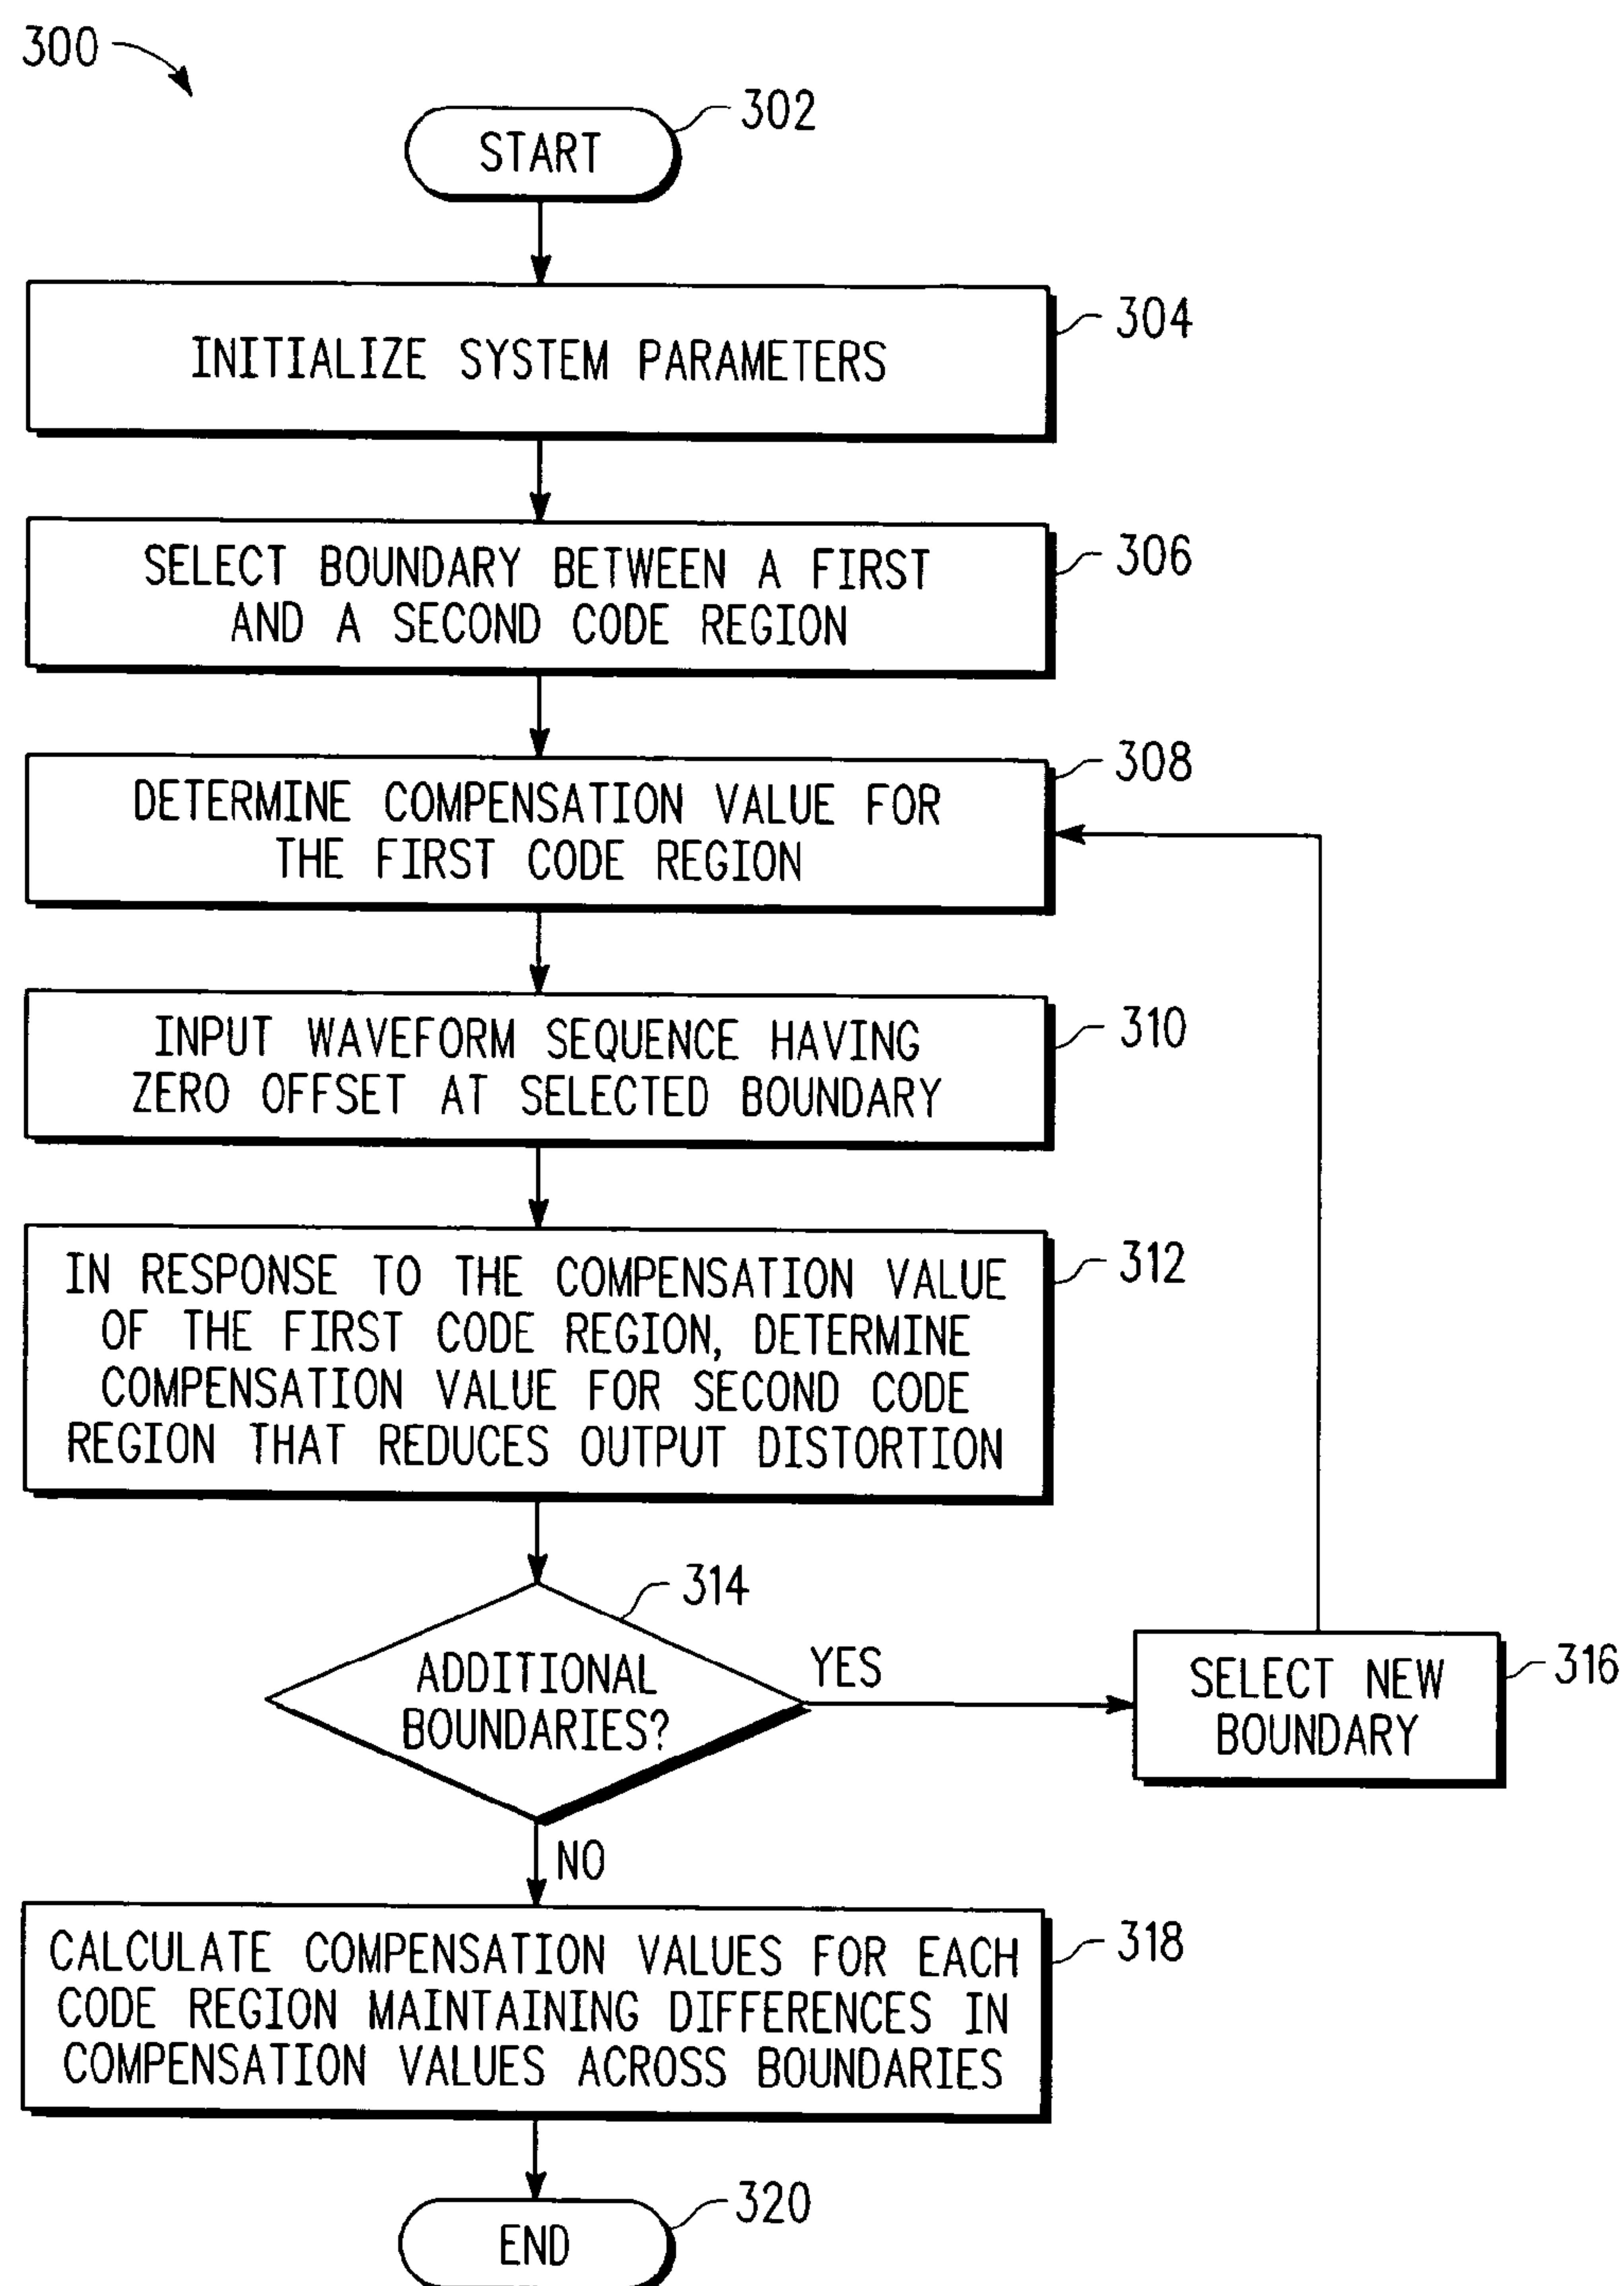 300
302
START
304
INITIALIZE SYSTEM PARAMETERS
306
SELECT BOUNDARY BETWEEN A FIRST
AND A SECOND CODE REGION
308
DETERMINE COMPENSATION VALUE FOR
THE FIRST CODE REGION
310
INPUT WAVEFORM SEQUENCE HAVING
ZERO OFFSET AT SELECTED BOUNDARY
312
IN RESPONSE TO THE COMPENSATION VALUE
OF THE FIRST CODE REGION, DETERMINE
COMPENSATION VALUE FOR SECOND CODE
REGION THAT REDUCES OUTPUT DISTORTION
314
ADDITIONAL
BOUNDARIES?
YES
316
SELECT NEW
BOUNDARY
NO
318
CALCULATE COMPENSATION VALUES FOR EACH
CODE REGION MAINTAINING DIFFERENCES IN
COMPENSATION VALUES ACROSS BOUNDARIES
320
END